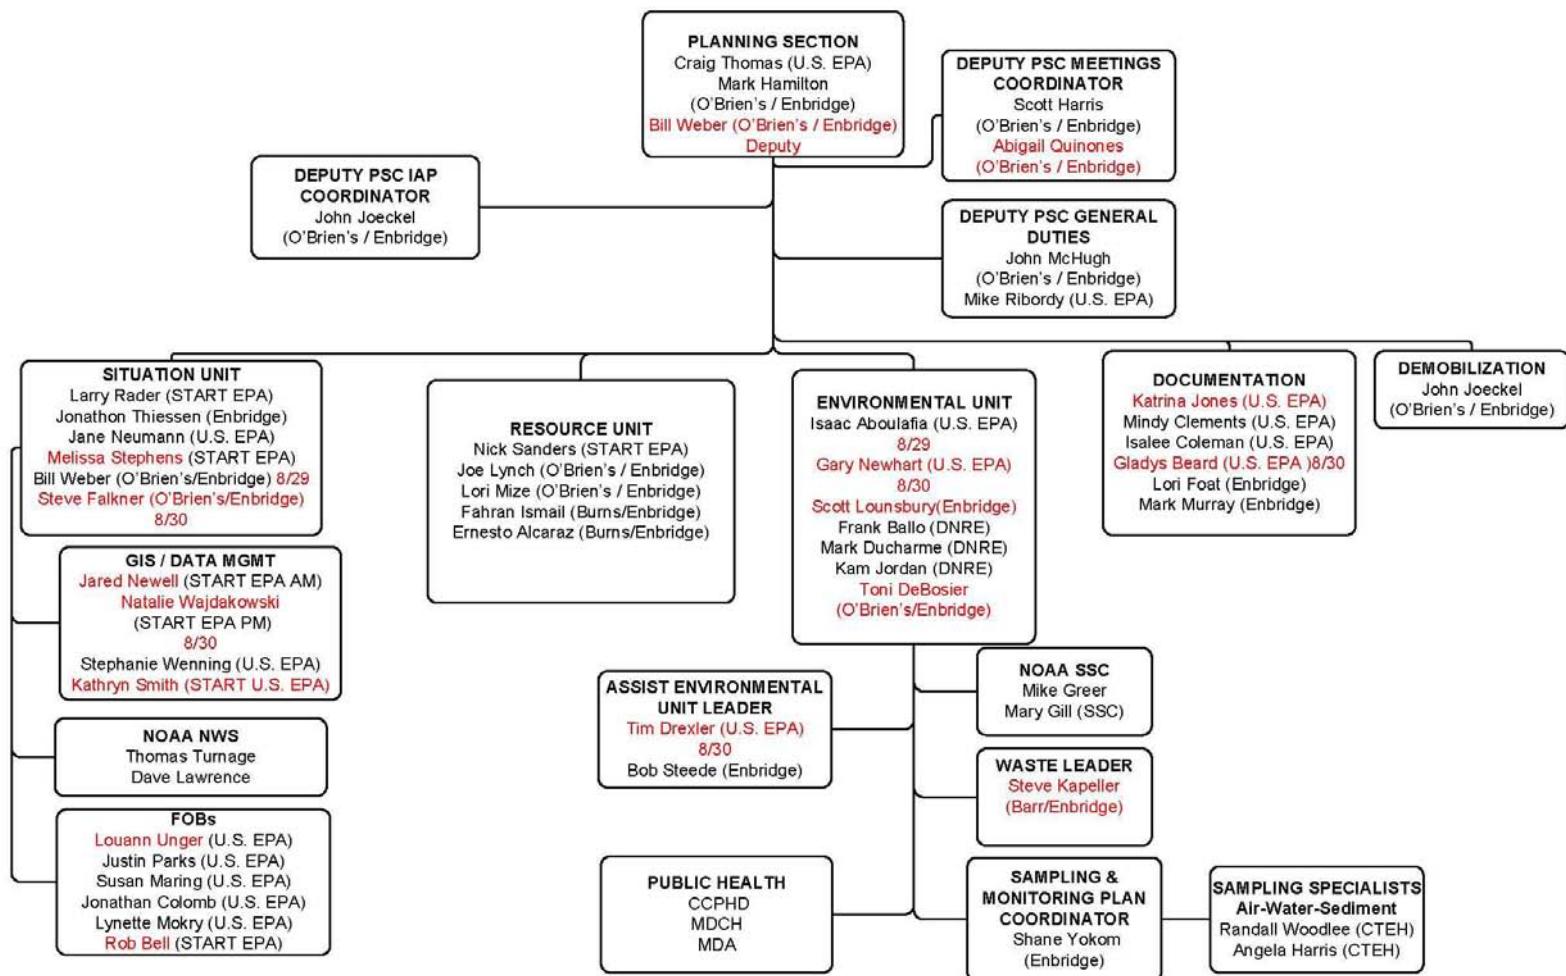 PLANNING SECTION
Craig Thomas (U.S. EPA)
Mark Hamilton
(O'Brien's / Enbridge)
Bill Weber (O'Brien's / Enbridge)
Deputy
DEPUTY PSC MEETINGS
COORDINATOR
Scott Harris
(O'Brien's / Enbridge)
Abigail Quinones
(O'Brien's / Enbridge)
DEPUTY PSC IAP
COORDINATOR
John Joeckel
(O'Brien's / Enbridge)
DEPUTY PSC GENERAL
DUTIES
John McHugh
(O'Brien's / Enbridge)
Mike Ribordy (U.S. EPA)
SITUATION UNIT
Larry Rader (START EPA)
Jonathon Thiessen (Enbridge)
Jane Neumann (U.S. EPA)
Melissa Stephens (START EPA)
Bill Weber (O'Brien's/Enbridge) 8/29
Steve Falkner (O'Brien's/Enbridge)
8/30
RESOURCE UNIT
Nick Sanders (START EPA)
Joe Lynch (O'Brien's / Enbridge)
Lori Mize (O'Brien's / Enbridge)
Fahran Ismail (Burns/Enbridge)
Ernesto Alcaraz (Burns/Enbridge)
ENVIRONMENTAL UNIT
Isaac Aboulafia (U.S. EPA)
8/29
Gary Newhart (U.S. EPA)
8/30
Scott Lounsbury(Enbridge)
Frank Ballo (DNRE)
Mark Ducharme (DNRE)
Kam Jordan (DNRE)
Toni DeBosier
(O'Brien's/Enbridge)
DOCUMENTATION
Katrina Jones (U.S. EPA)
Mindy Clements (U.S. EPA)
Isalee Coleman (U.S. EPA)
Gladys Beard (U.S. EPA )8/30
Lori Foat (Enbridge)
Mark Murray (Enbridge)
DEMOBILIZATION
John Joeckel
(O'Brien's / Enbridge)
GIS / DATA MGMT
Jared Newell (START EPA AM)
Natalie Wajdakowski
(START EPA PM)
8/30
Stephanie Wenning (U.S. EPA)
Kathryn Smith (START U.S. EPA)
NOAA NWS
Thomas Turnage
Dave Lawrence
FOBs
Louann Unger (U.S. EPA)
Justin Parks (U.S. EPA)
Susan Maring (U.S. EPA)
Jonathan Colomb (U.S. EPA)
Lynette Mokry (U.S. EPA)
Rob Bell (START EPA)
ASSIST ENVIRONMENTAL
UNIT LEADER
Tim Drexler (U.S. EPA)
8/30
Bob Steede (Enbridge)
NOAA SSC
Mike Greer
Mary Gill (SSC)
WASTE LEADER
Steve Kapeller
(Barr/Enbridge)
PUBLIC HEALTH
CCPHD
MDCH
MDA
SAMPLING &
MONITORING PLAN
COORDINATOR
Shane Yokom
(Enbridge)
SAMPLING SPECIALISTS
Air-Water-Sediment
Randall Woodlee (CTEH)
Angela Harris (CTEH)